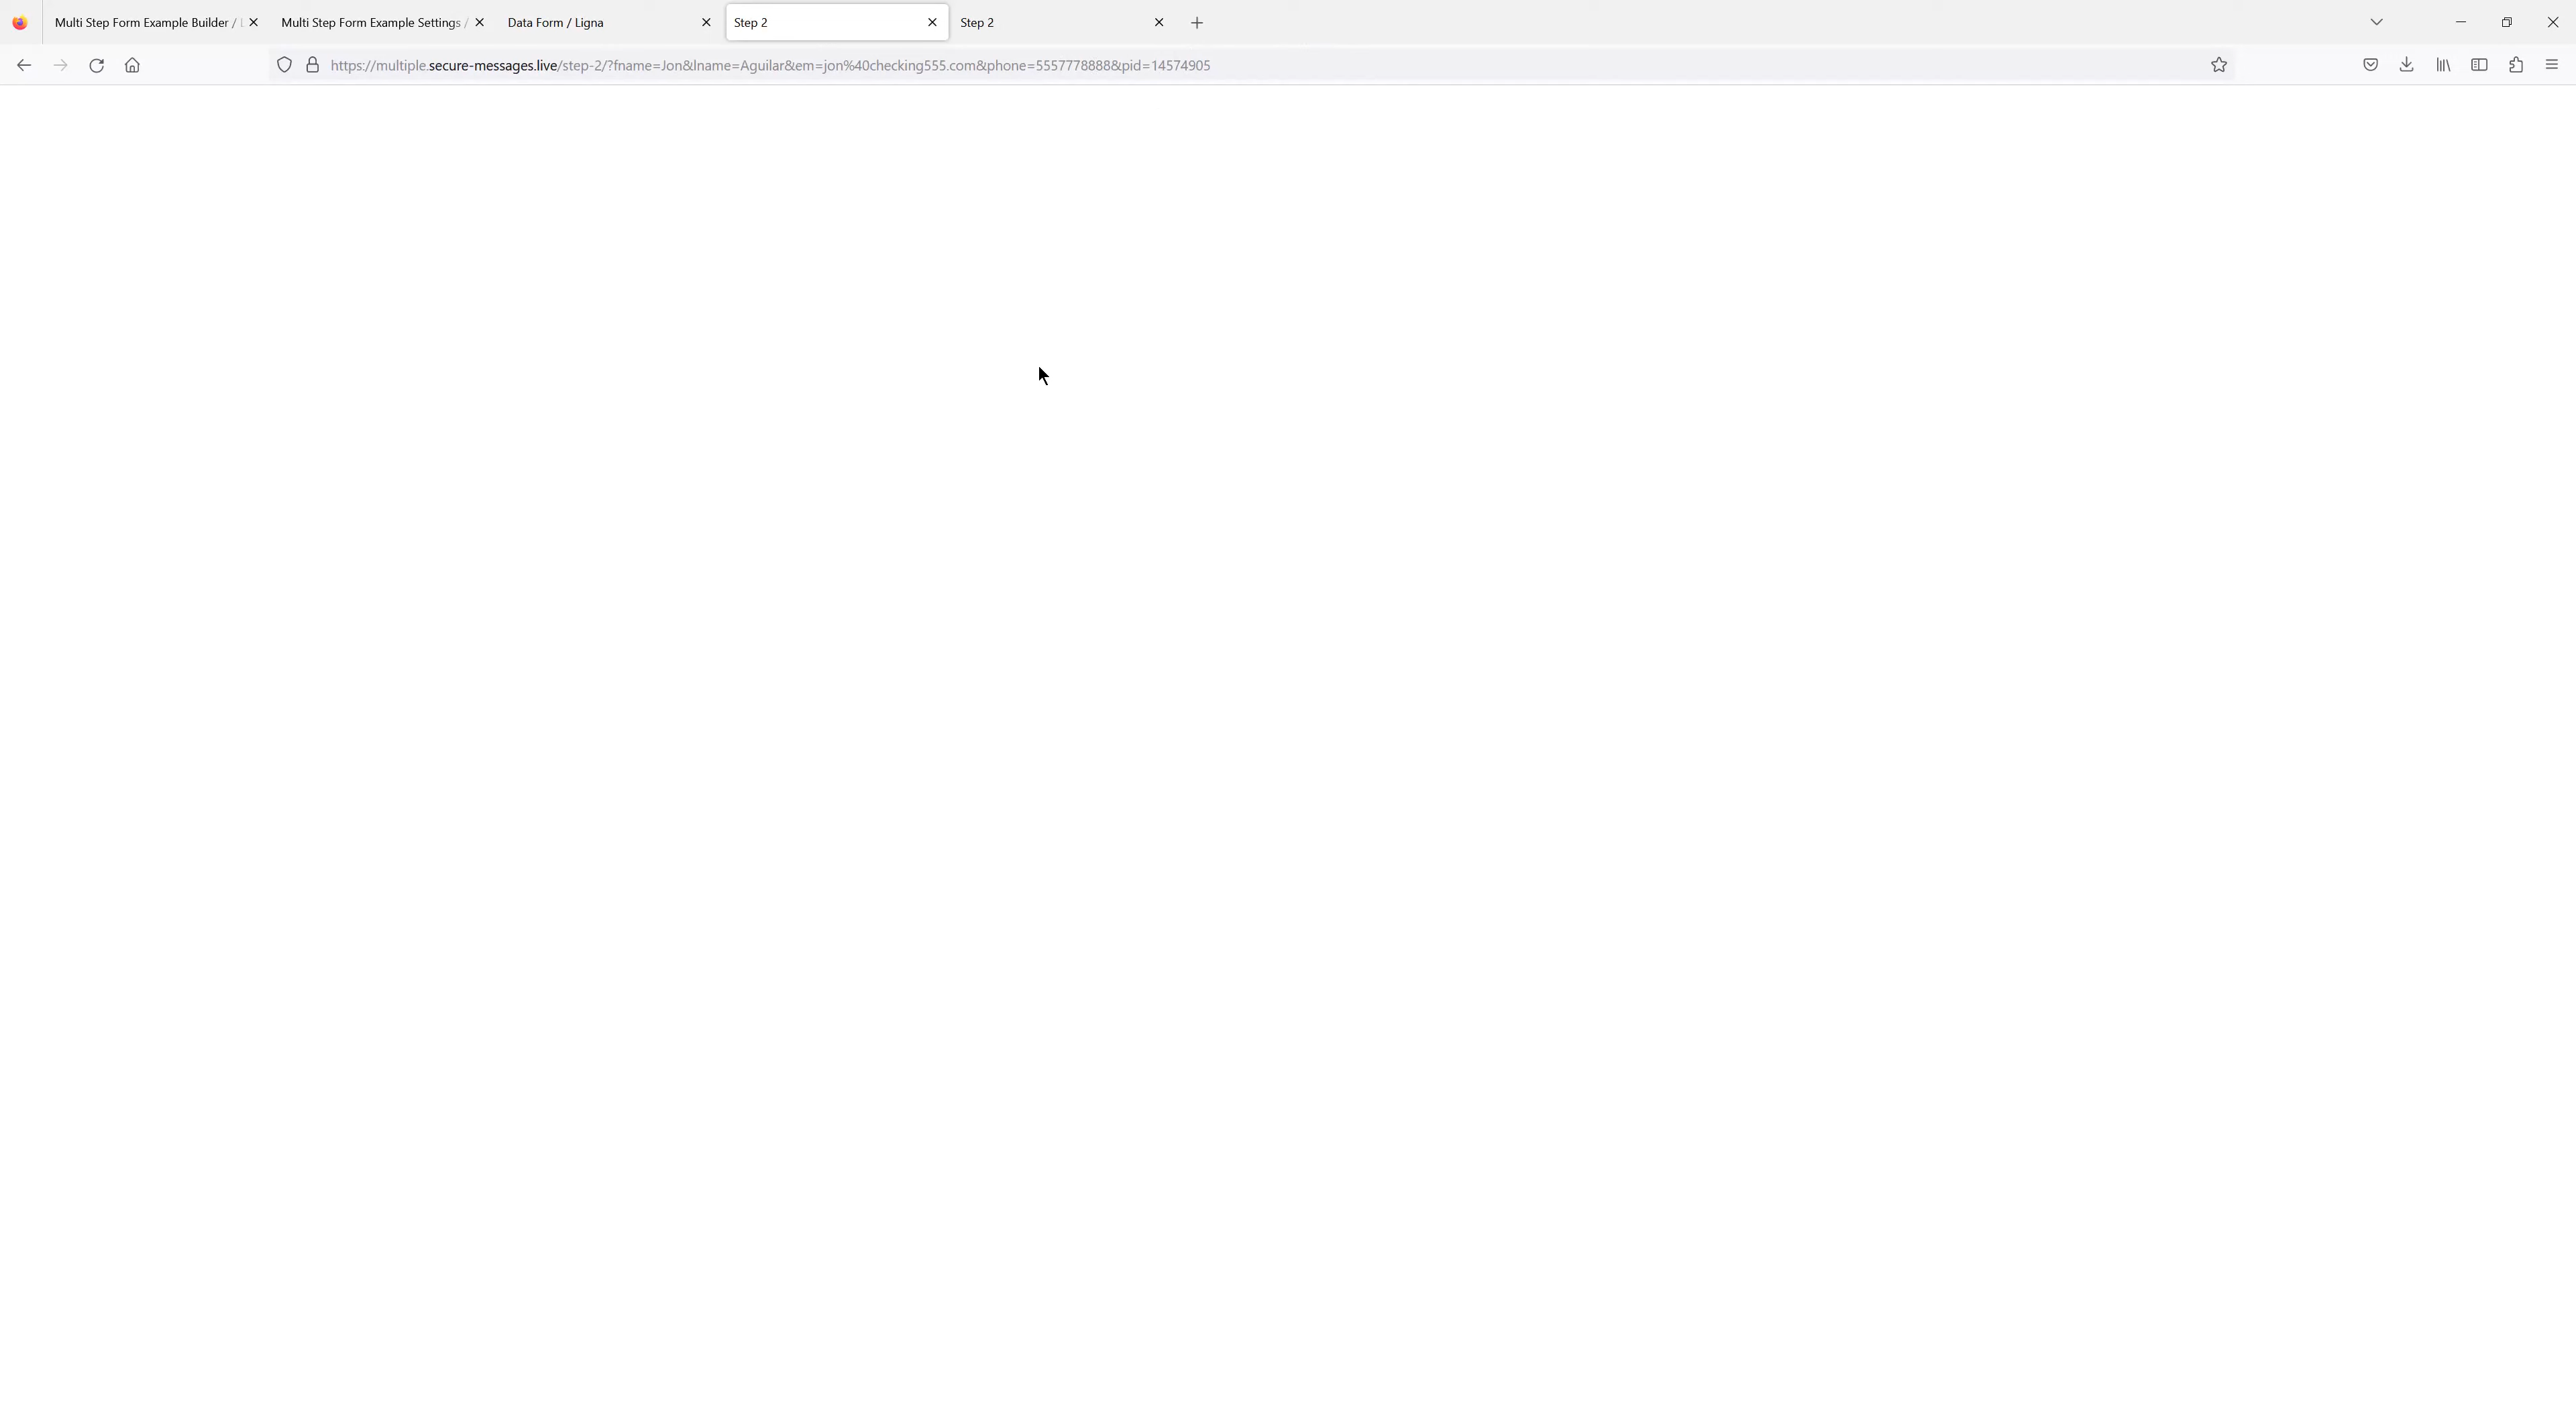 Multi Step Form Example Builder /
Multi Step Form Example Settings /
Data Form / Ligna
Step 2
Step 2
https://multiple.secure-messages.live/step-2/?fname=Jon&lname=Aguilar&em=jon%40checking555.com&phone=5557778888&pid=14574905